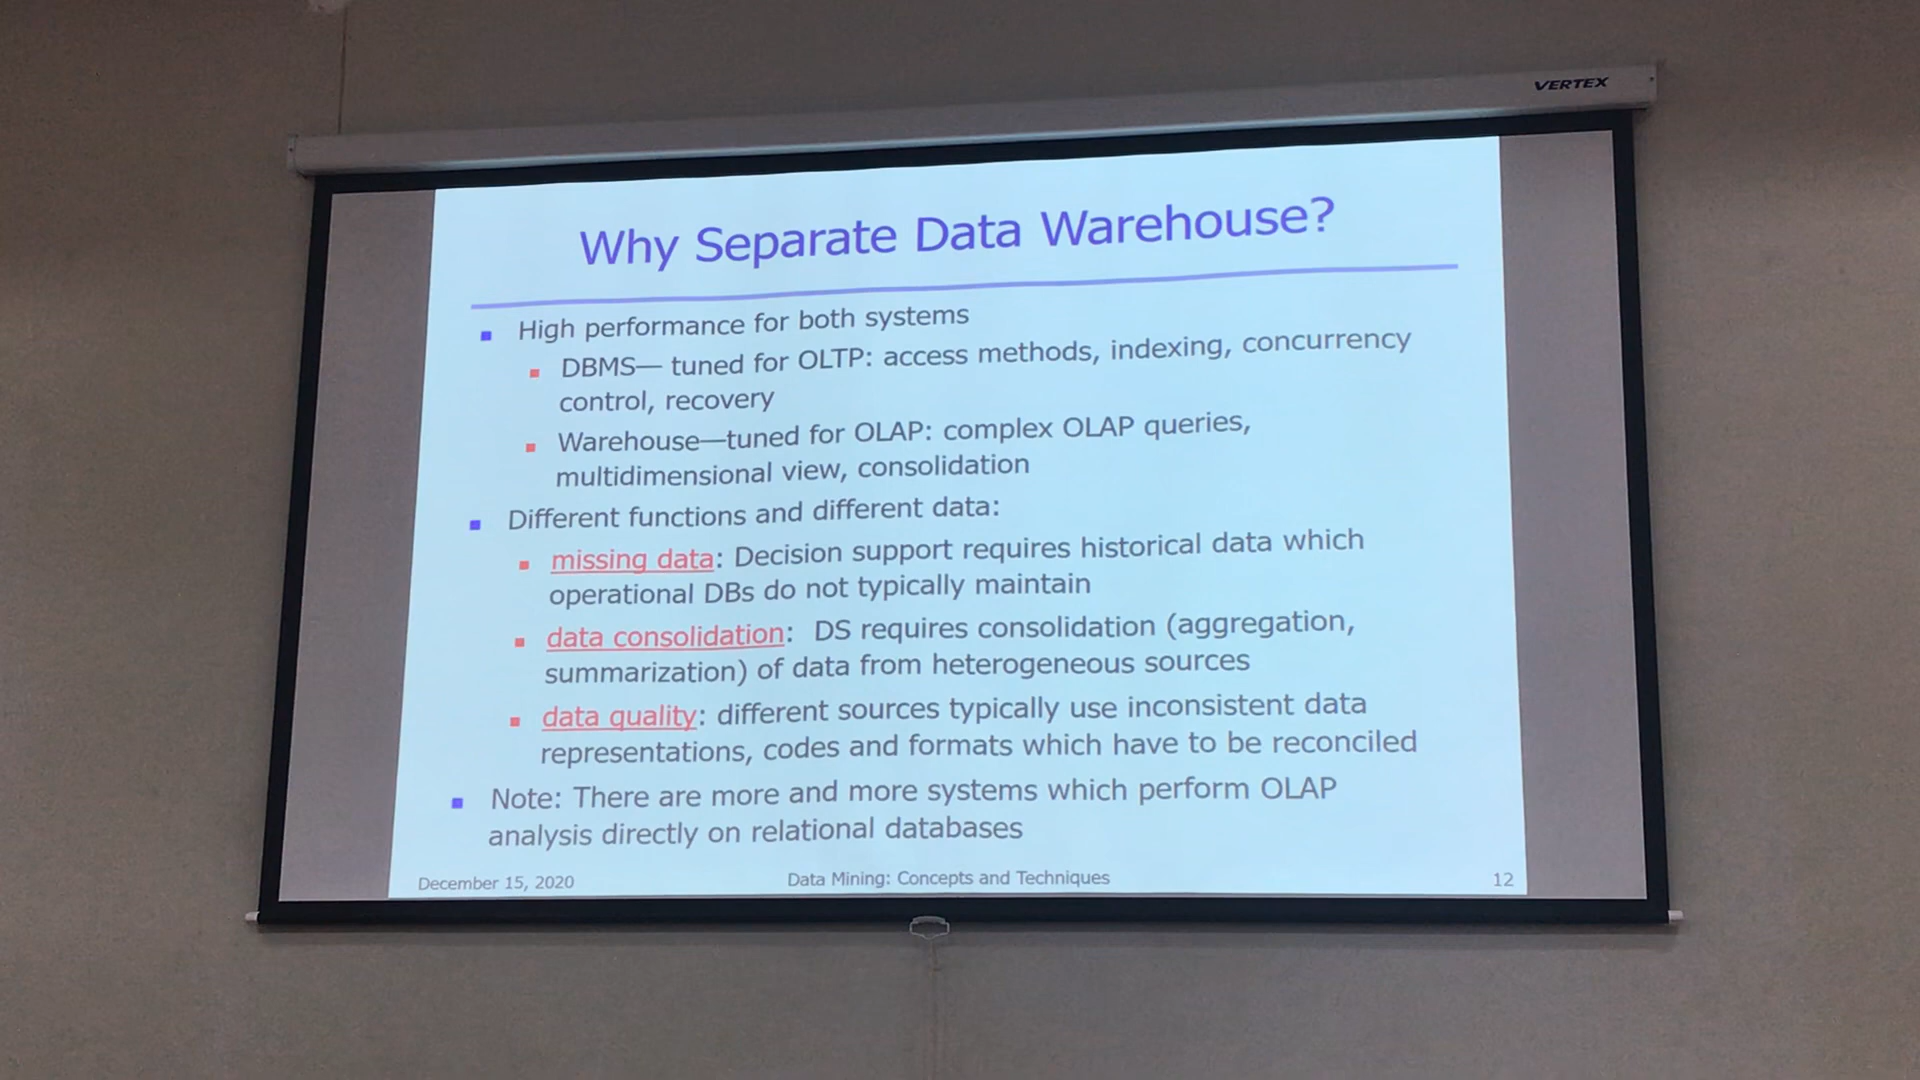 VERTEX
Why Separate Data Warehouse?
High performance for both systems
DBMS— tuned for OLTP: access methods, indexing, concurrency
control, recovery
Warehouse—tuned for OLAP: complex OLAP queries,
multidimensional view, consolidation
Different functions and different data:
missing data: Decision support requires historical data which
operational DBs do not typically maintain
data consolidation: DS requires consolidation (aggregation,
summarization) of data from heterogeneous sources
data quality: different sources typically use inconsistent data
representations, codes and formats which have to be reconciled
Note: There are more and more systems which perform OLAP
analysis directly on relational databases
December 15, 2020
Data Mining: Concepts and Techniques
12